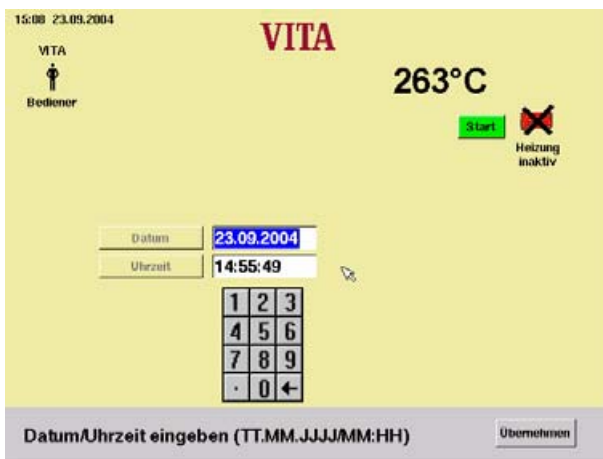 15:08 23.09.2004
VITA
VITA
Bediener
263°C
Start
Heizung
inaktiv
Datum 23.09.2004
Uhrzeit 14:55:49
1 2 3
4 5 6
7 8 9
. 0 ←
Datum/Uhrzeit eingeben (TT.MM.JJJJ/MM:HH) Übernehmen